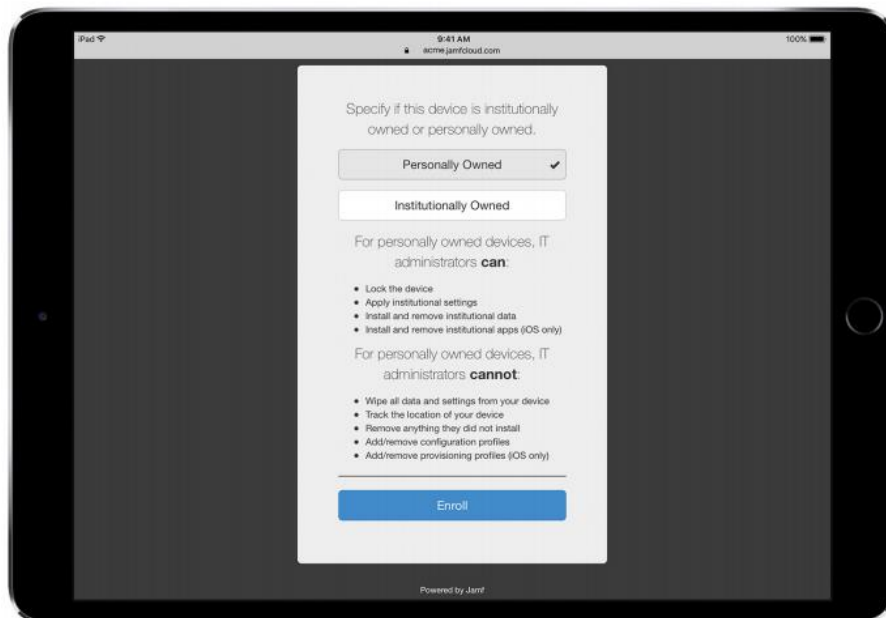 iPad
9:41 AM
100%
acme.jamfcloud.com
Specify if this device is institutionally
owned or personally owned.
Personally Owned
Institutionally Owned
For personally owned devices, IT
administrators can:
• Lock the device
• Apply institutional settings
• Install and remove institutional data
• Install and remove institutional apps (iOS only)
For personally owned devices, IT
administrators cannot:
• Wipe all data and settings from your device
• Track the location of your device
• Remove anything they did not install
• Add/remove configuration profiles
• Add/remove provisioning profiles (iOS only)
Enroll
Powered by Jamf